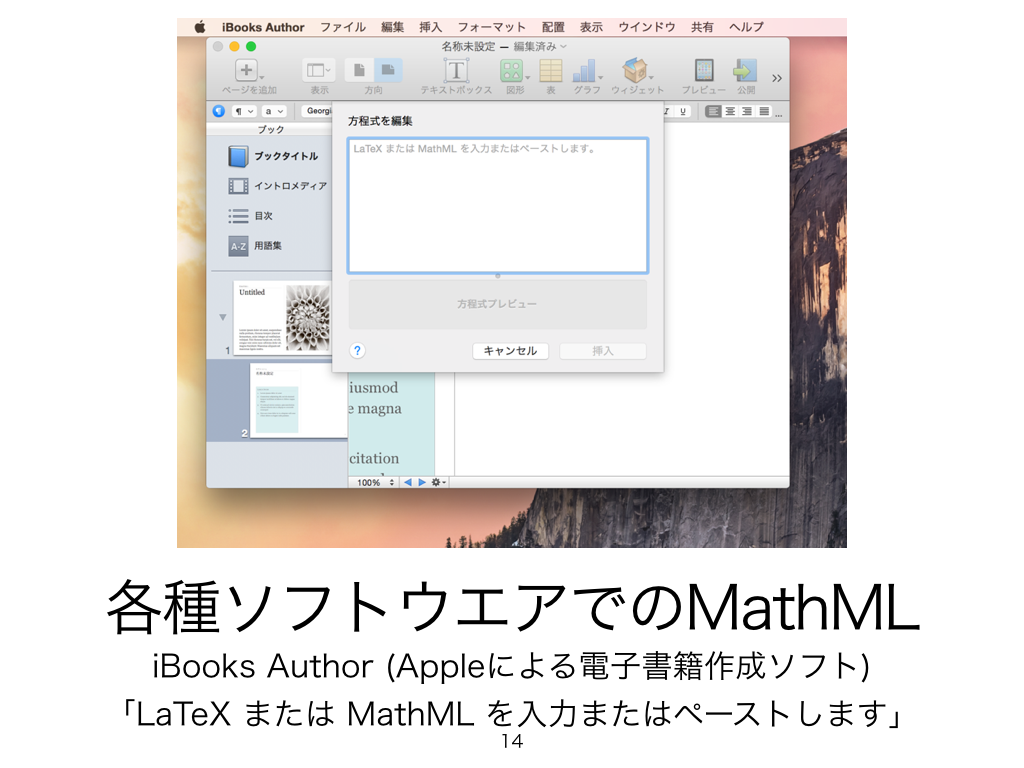 iBooks Author ファイル 編集 挿入 フォーマット 配置 表示 ウインドウ 共有 ヘルプ
名称未設定 — 編集済み
ページを追加 表示 方向 テキストボックス 図形 表 グラフ ウィジェット プレビュー 公開
¶ a Georgi I U
ブック
ブックタイトル
イントロメディア
目次
A-Z 用語集
Untitled
1
名称未設定
2
方程式を編集
LaTeX または MathML を入力またはペーストします。
方程式プレビュー
? キャンセル 挿入
iusmod
e magna
citation
100%
各種ソフトウエアでのMathML
iBooks Author (Appleによる電子書籍作成ソフト)
「LaTeX または MathML を入力またはペーストします」
14